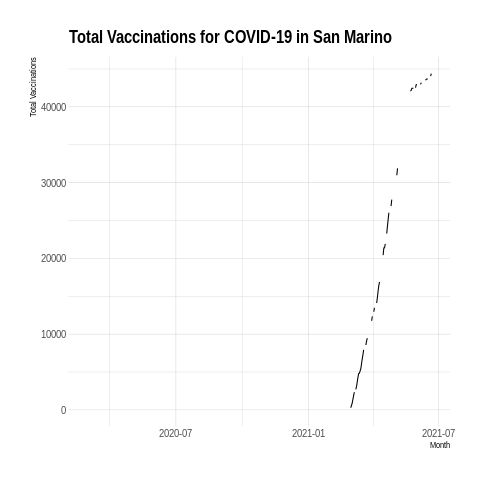 Total Vaccinations for COVID-19 in San Marino
Total Vaccinations
40000
30000
20000
10000
0
2020-07
2021-01
2021-07
Month